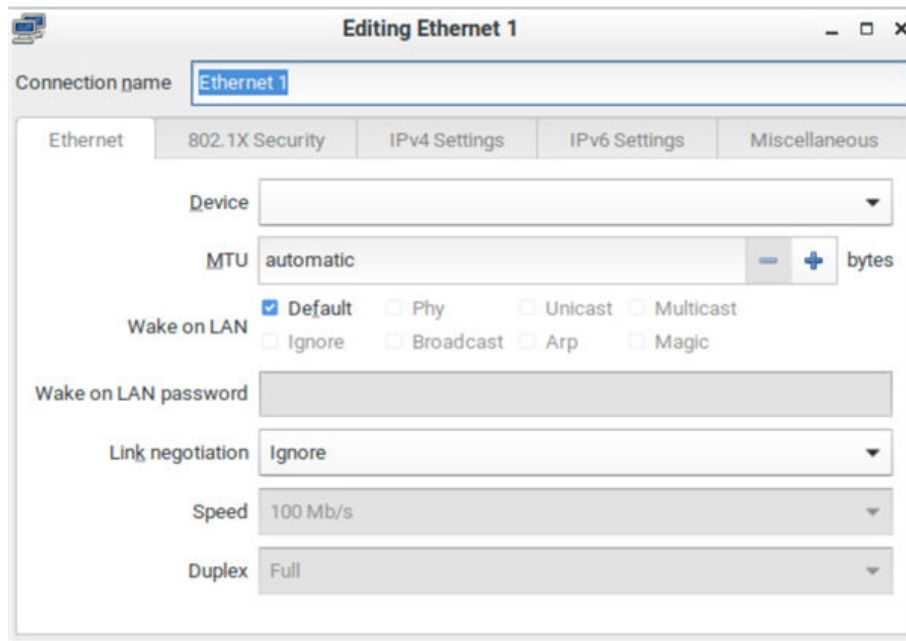 Editing Ethernet 1
Connection name Ethernet 1
Ethernet 802.1X Security IPv4 Settings IPv6 Settings Miscellaneous
Device
MTU automatic bytes
Default Phy Unicast Multicast
Wake on LAN
Ignore Broadcast Arp Magic
Wake on LAN password
Link negotiation Ignore
Speed 100 Mb/s
Duplex Full